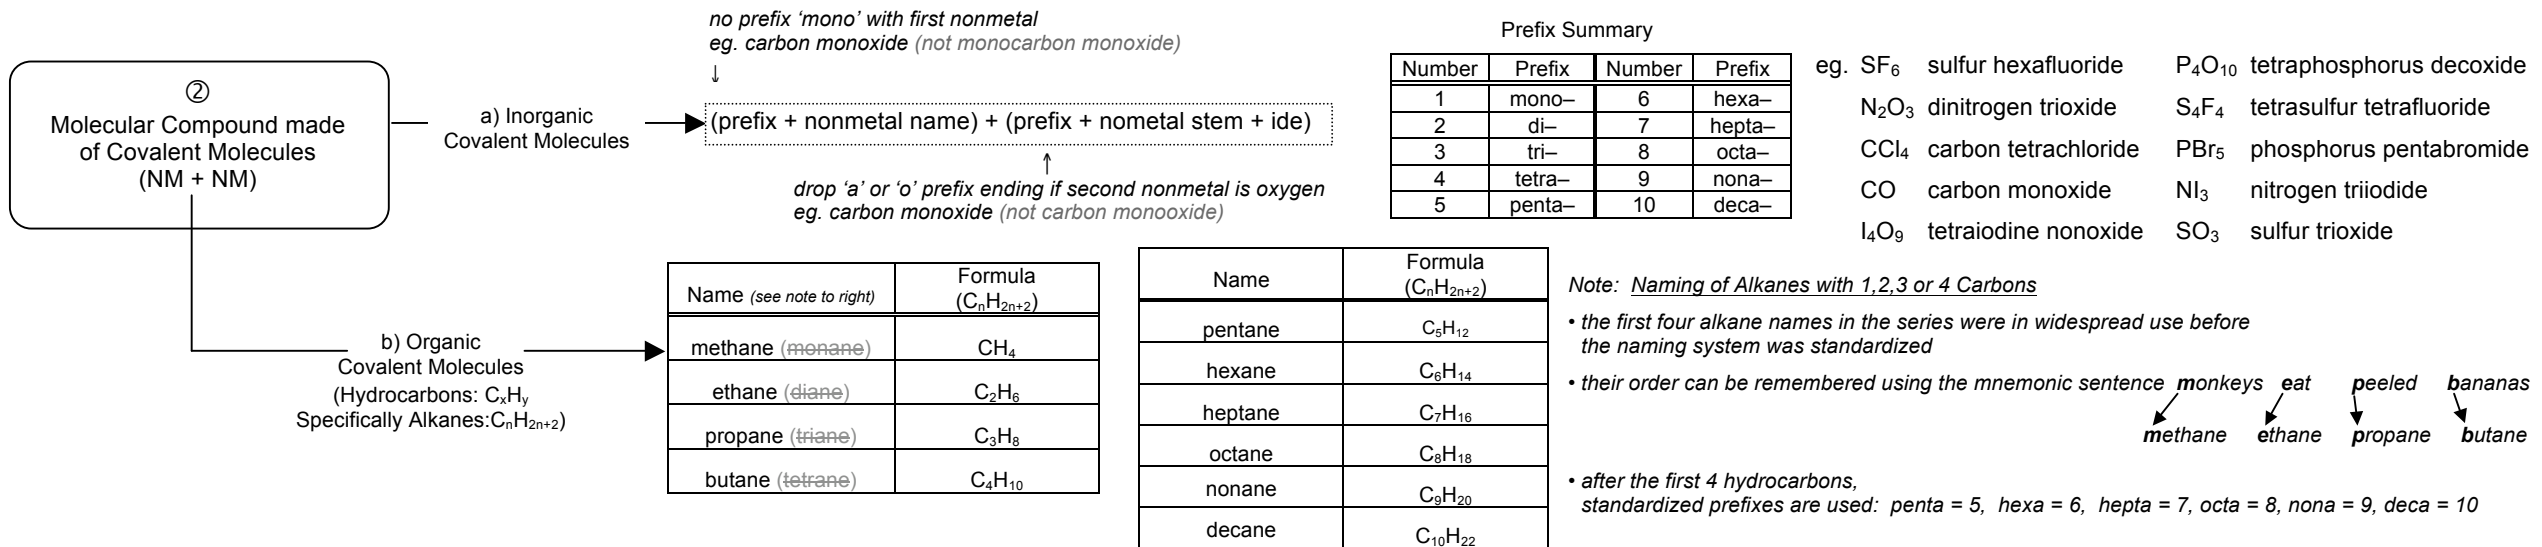 no prefix ‘mono’ with first nonmetal
eg. carbon monoxide (not monocarbon monoxide)
↓
②
Molecular Compound made
of Covalent Molecules
(NM + NM)
a) Inorganic
Covalent Molecules
(prefix + nonmetal name) + (prefix + nometal stem + ide)
↑
drop ‘a’ or ‘o’ prefix ending if second nonmetal is oxygen
eg. carbon monoxide (not carbon monooxide)
Prefix Summary
Number Prefix Number Prefix
1 mono– 6 hexa–
2 di– 7 hepta–
3 tri– 8 octa–
4 tetra– 9 nona–
5 penta– 10 deca–
eg. SF₆ sulfur hexafluoride P₄O₁₀ tetraphosphorus decoxide
N₂O₃ dinitrogen trioxide S₄F₄ tetrasulfur tetrafluoride
CCl₄ carbon tetrachloride PBr₅ phosphorus pentabromide
CO carbon monoxide NI₃ nitrogen triiodide
I₄O₉ tetraiodine nonoxide SO₃ sulfur trioxide
b) Organic
Covalent Molecules
(Hydrocarbons: CₓHᵧ
Specifically Alkanes:CₙH₂ₙ₊₂)
Name (see note to right) Formula
(CₙH₂ₙ₊₂)
methane (monane) CH₄
ethane (diane) C₂H₆
propane (triane) C₃H₈
butane (tetrane) C₄H₁₀
Name Formula
(CₙH₂ₙ₊₂)
pentane C₅H₁₂
hexane C₆H₁₄
heptane C₇H₁₆
octane C₈H₁₈
nonane C₉H₂₀
decane C₁₀H₂₂
Note: Naming of Alkanes with 1,2,3 or 4 Carbons
• the first four alkane names in the series were in widespread use before
the naming system was standardized
• their order can be remembered using the mnemonic sentence monkeys eat peeled bananas
methane ethane propane butane
• after the first 4 hydrocarbons,
standardized prefixes are used: penta = 5, hexa = 6, hepta = 7, octa = 8, nona = 9, deca = 10